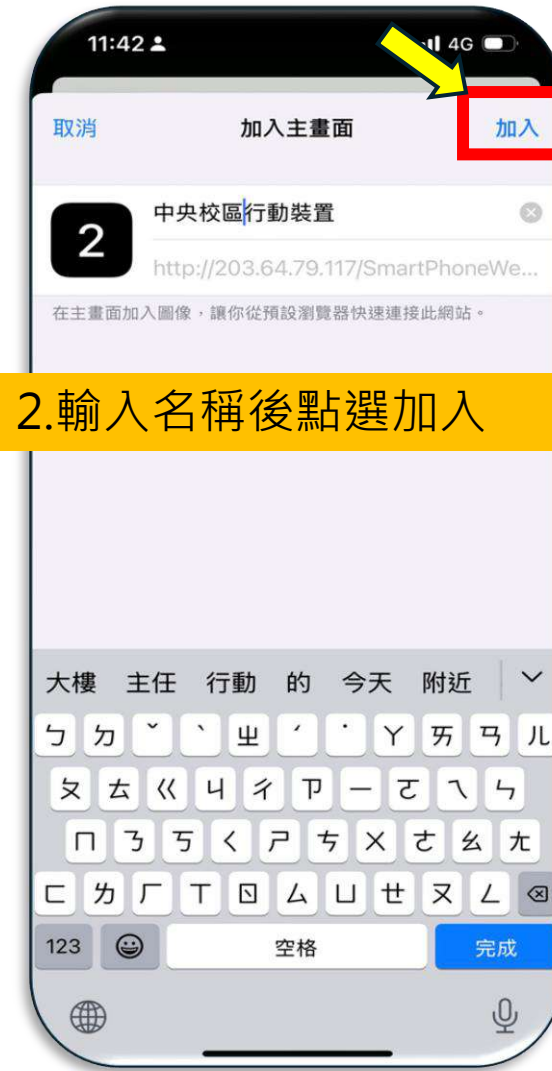 11:42
4G
取消 加入主畫面 加入
2
中央校區行動裝置
http://203.64.79.117/SmartPhoneWe...
在主畫面加入圖像，讓你從預設瀏覽器快速連接此網站。
2.輸入名稱後點選加入
大樓 主任 行動 的 今天 附近
ㄅ ㄉ ˇ ˋ ㄓ ˊ ˙ ㄚ ㄞ ㄢ ㄦ
ㄆ ㄊ ㄍ ㄐ ㄔ ㄗ ㄧ ㄛ ㄟ ㄣ
ㄇ ㄋ ㄎ ㄑ ㄕ ㄘ ㄨ ㄜ ㄠ ㄤ
ㄈ ㄌ ㄏ ㄒ ㄖ ㄙ ㄩ ㄝ ㄡ ㄥ
123 空格 完成